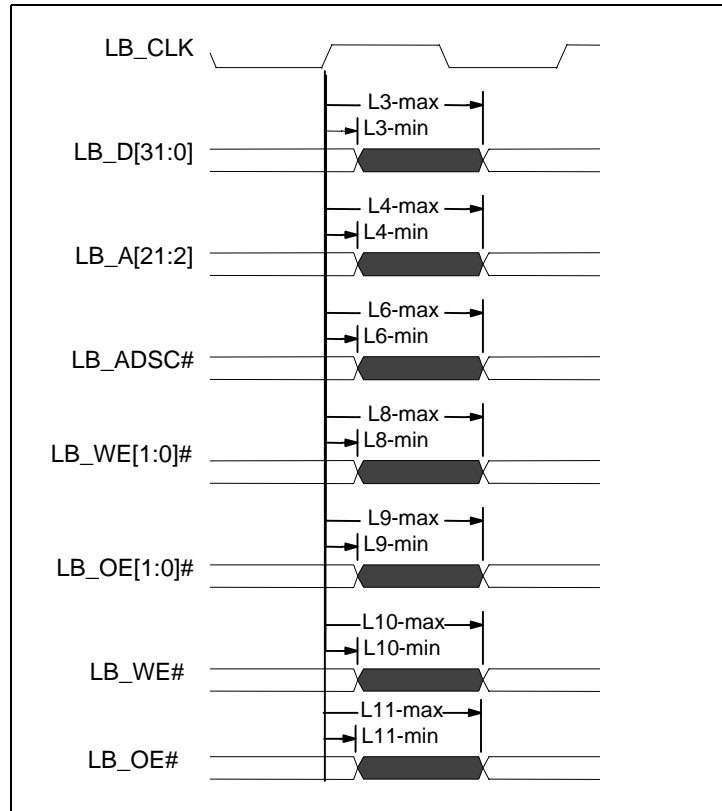 LB_CLK
L3-max
L3-min
LB_D[31:0]
L4-max
L4-min
LB_A[21:2]
L6-max
L6-min
LB_ADSC#
L8-max
L8-min
LB_WE[1:0]#
L9-max
L9-min
LB_OE[1:0]#
L10-max
L10-min
LB_WE#
L11-max
L11-min
LB_OE#